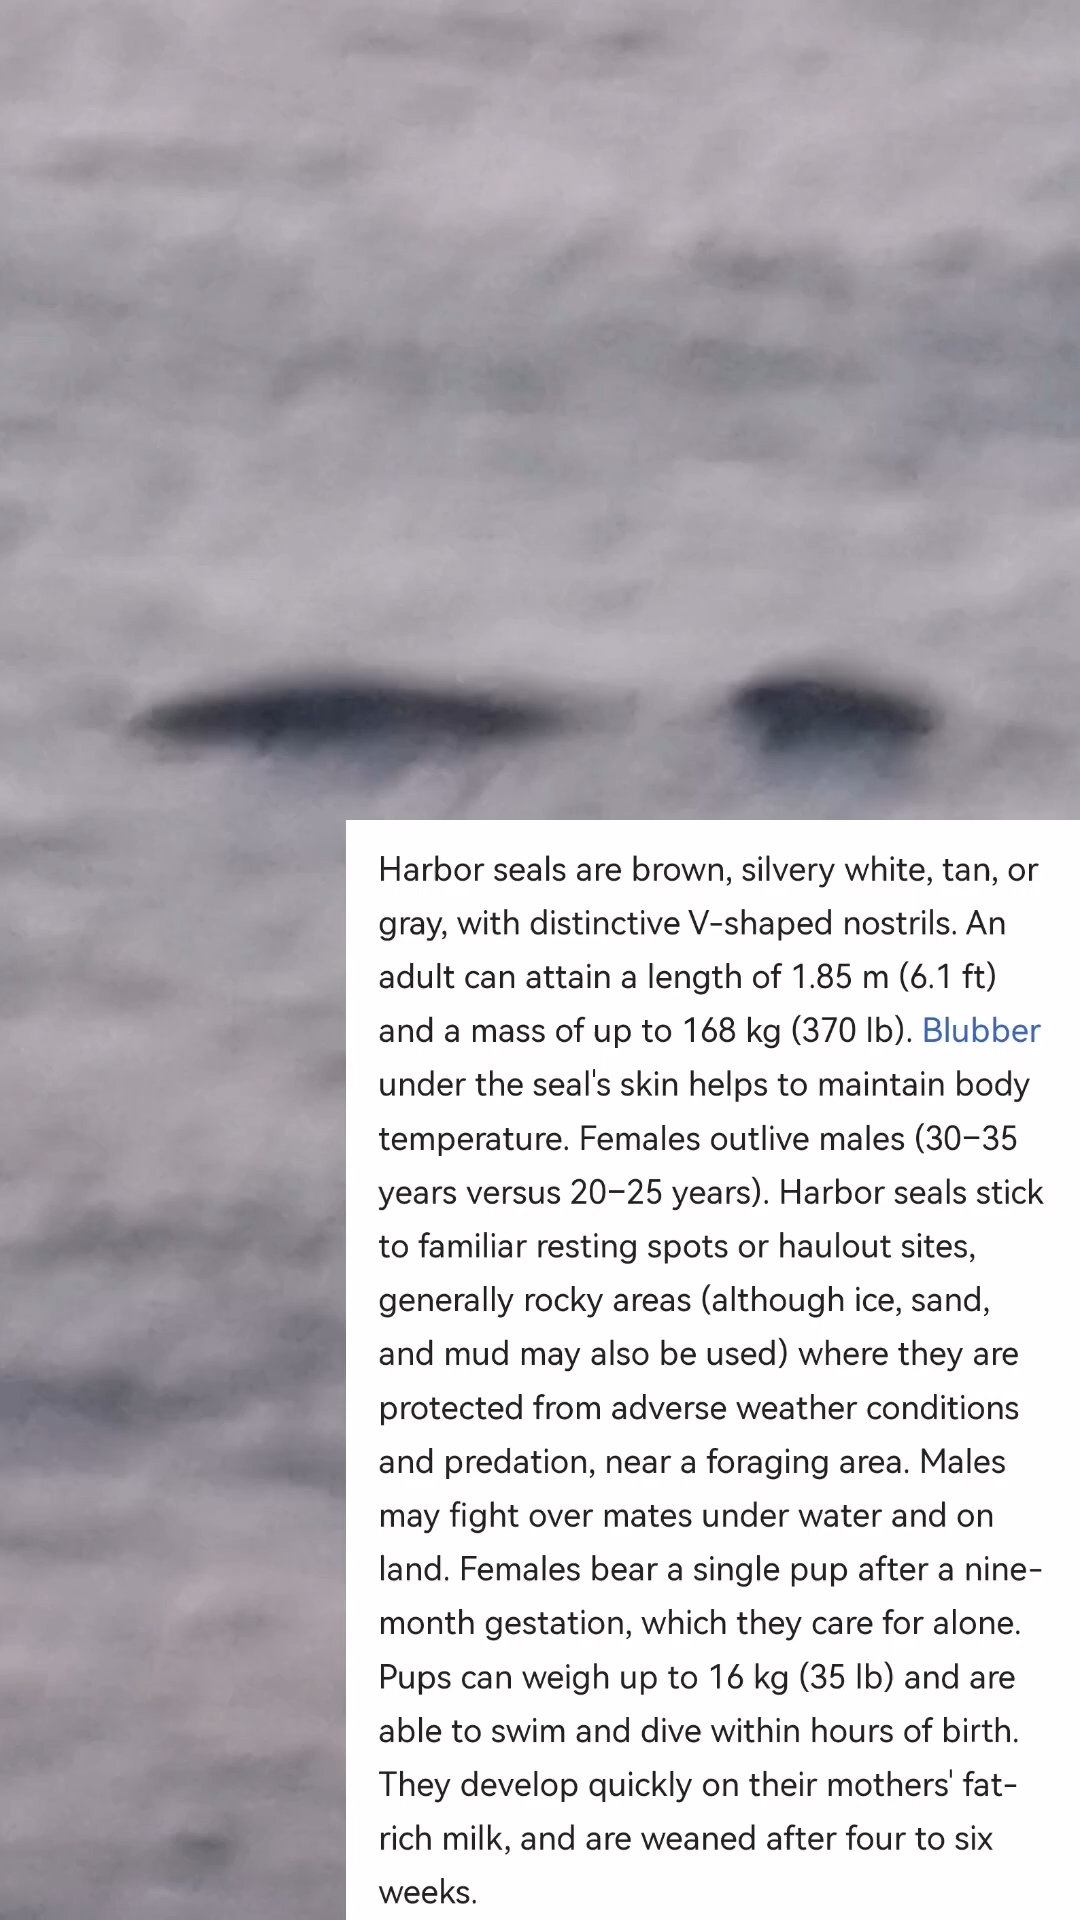 Harbor seals are brown, silvery white, tan, or
gray, with distinctive V-shaped nostrils. An
adult can attain a length of 1.85 m (6.1 ft)
and a mass of up to 168 kg (370 lb). Blubber
under the seal's skin helps to maintain body
temperature. Females outlive males (30–35
years versus 20–25 years). Harbor seals stick
to familiar resting spots or haulout sites,
generally rocky areas (although ice, sand,
and mud may also be used) where they are
protected from adverse weather conditions
and predation, near a foraging area. Males
may fight over mates under water and on
land. Females bear a single pup after a nine-
month gestation, which they care for alone.
Pups can weigh up to 16 kg (35 lb) and are
able to swim and dive within hours of birth.
They develop quickly on their mothers' fat-
rich milk, and are weaned after four to six
weeks.